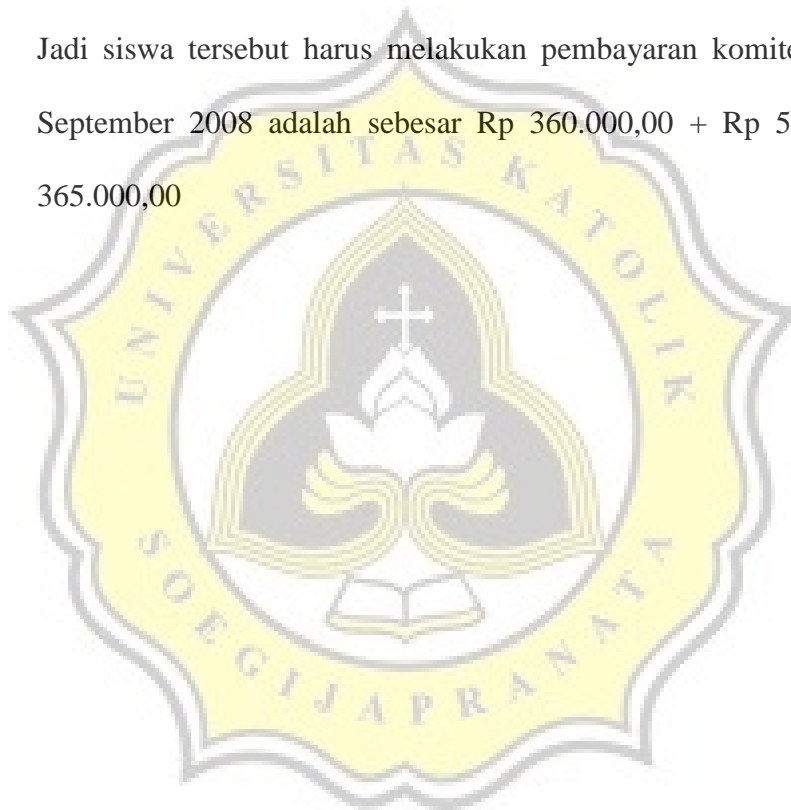 Jadi siswa tersebut harus melakukan pembayaran komite
September 2008 adalah sebesar Rp 360.000,00 + Rp 5
365.000,00
UNIVERSITAS KATOLIK
SOEGIJAPRANATA